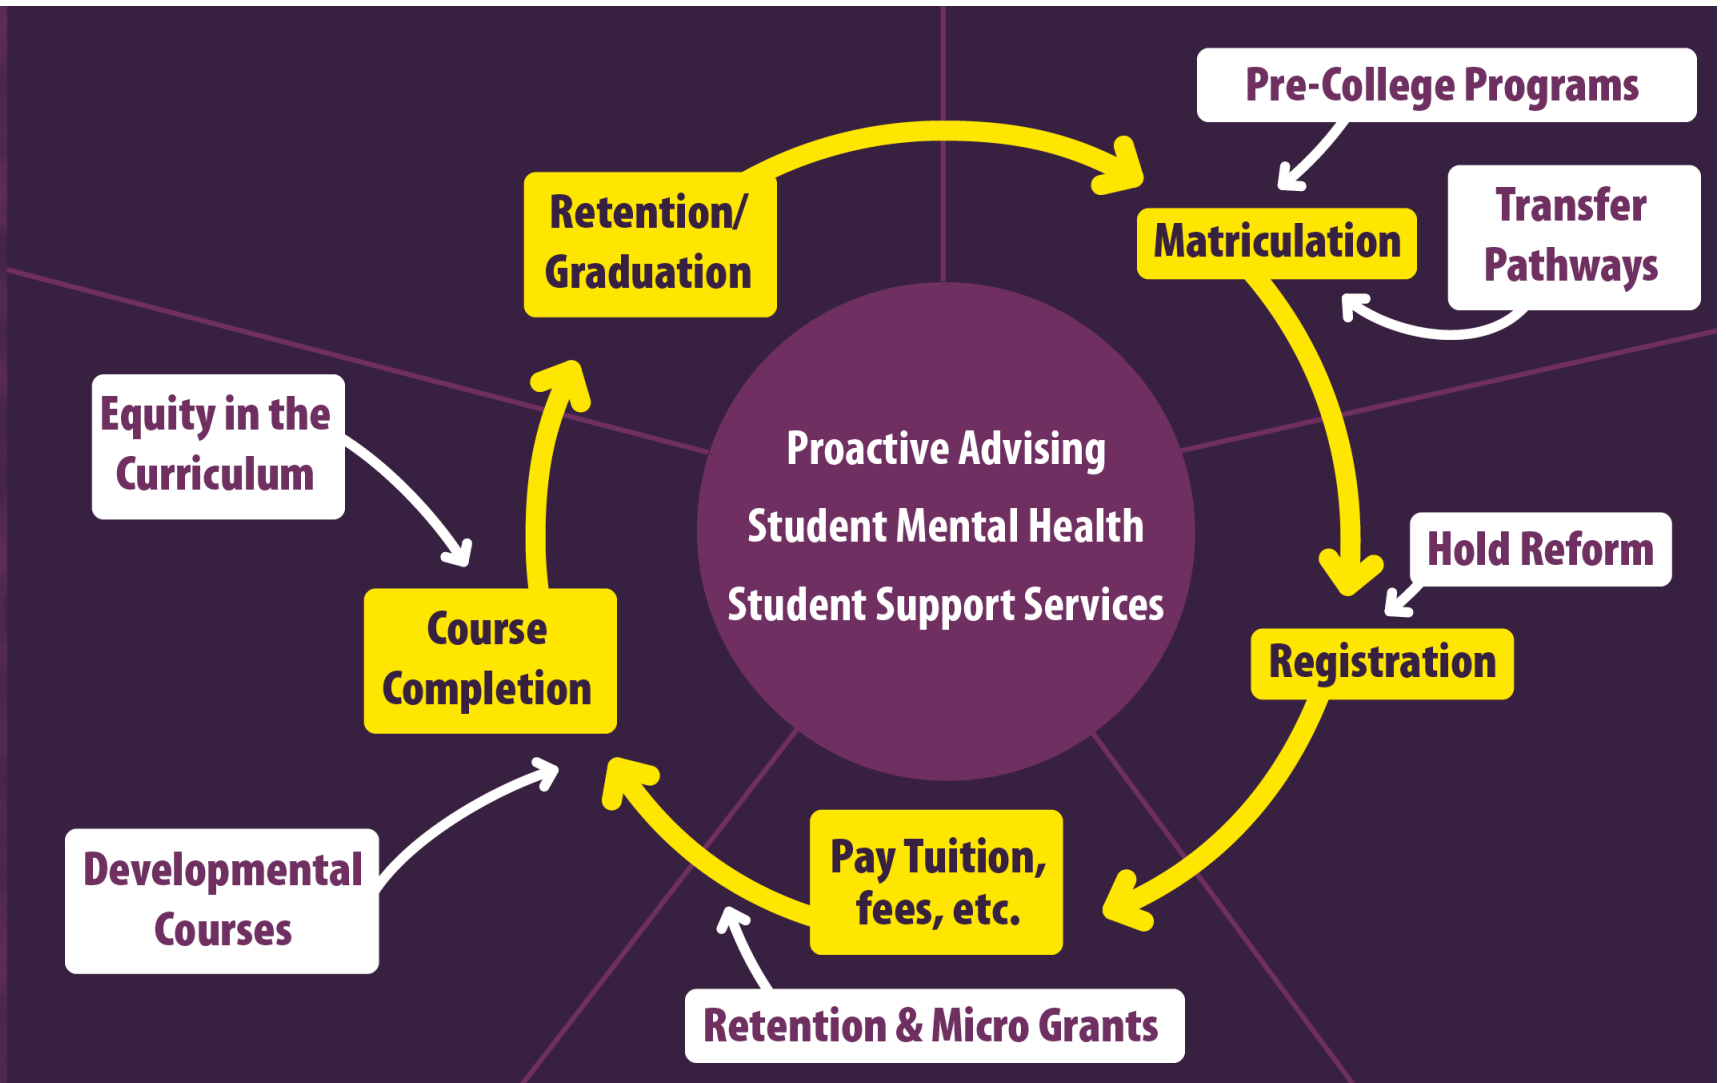 Pre-College Programs
Transfer
Pathways
Matriculation
Retention/
Graduation
Equity in the
Curriculum
Proactive Advising
Student Mental Health
Student Support Services
Hold Reform
Registration
Course
Completion
Pay Tuition,
fees, etc.
Developmental
Courses
Retention & Micro Grants